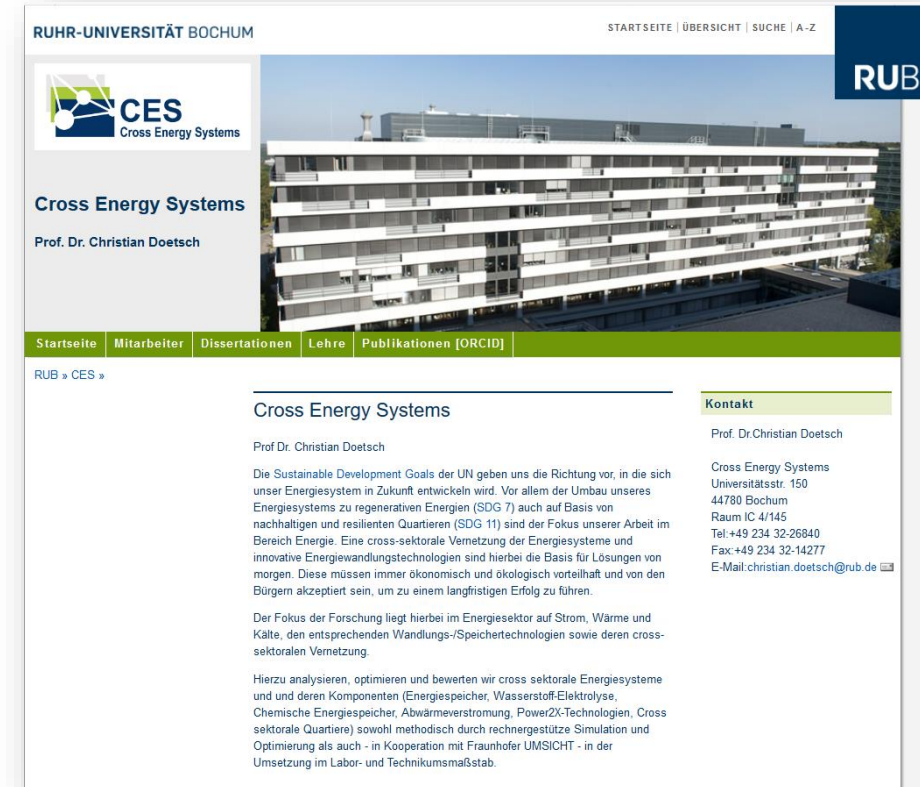 RUHR-UNIVERSITÄT BOCHUM
STARTSEITE | ÜBERSICHT | SUCHE | A-Z
RUB
CES
Cross Energy Systems
Cross Energy Systems
Prof. Dr. Christian Doetsch
Startseite Mitarbeiter Dissertationen Lehre Publikationen [ORCID]
RUB » CES »
Cross Energy Systems
Prof Dr. Christian Doetsch
Die Sustainable Development Goals der UN geben uns die Richtung vor, in die sich
unser Energiesystem in Zukunft entwickeln wird. Vor allem der Umbau unseres
Energiesystems zu regenerativen Energien (SDG 7) auch auf Basis von
nachhaltigen und resilienten Quartieren (SDG 11) sind der Fokus unserer Arbeit im
Bereich Energie. Eine cross-sektorale Vernetzung der Energiesysteme und
innovative Energiewandlungstechnologien sind hierbei die Basis für Lösungen von
morgen. Diese müssen immer ökonomisch und ökologisch vorteilhaft und von den
Bürgern akzeptiert sein, um zu einem langfristigen Erfolg zu führen.
Der Fokus der Forschung liegt hierbei im Energiesektor auf Strom, Wärme und
Kälte, den entsprechenden Wandlungs-/Speichertechnologien sowie deren cross-
sektoralen Vernetzung.
Hierzu analysieren, optimieren und bewerten wir cross sektorale Energiesysteme
und und deren Komponenten (Energiespeicher, Wasserstoff-Elektrolyse,
Chemische Energiespeicher, Abwärmeverstromung, Power2X-Technologien, Cross
sektorale Quartiere) sowohl methodisch durch rechnergestütze Simulation und
Optimierung als auch - in Kooperation mit Fraunhofer UMSICHT - in der
Umsetzung im Labor- und Technikumsmaßstab.
Kontakt
Prof. Dr.Christian Doetsch
Cross Energy Systems
Universitätsstr. 150
44780 Bochum
Raum IC 4/145
Tel:+49 234 32-26840
Fax:+49 234 32-14277
E-Mail:christian.doetsch@rub.de